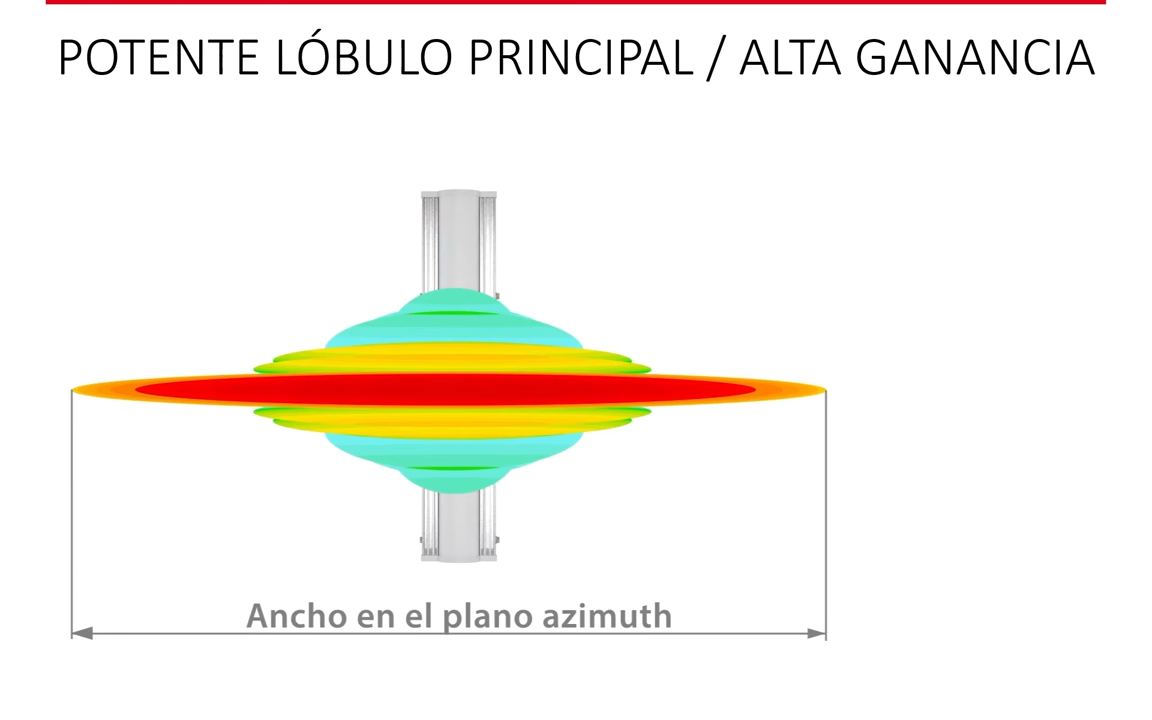 POTENTE LÓBULO PRINCIPAL / ALTA GANANCIA
Ancho en el plano azimuth